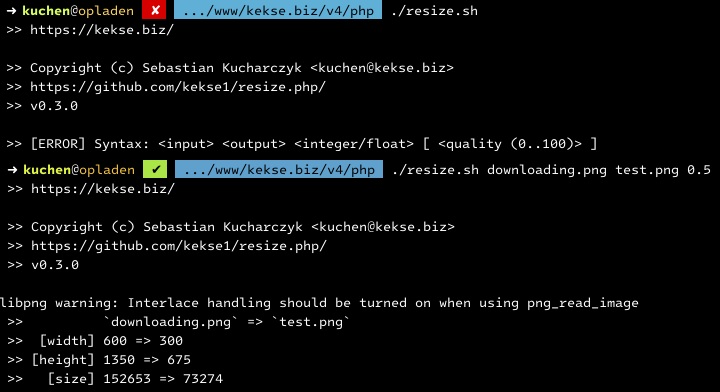 ➜ kuchen@opladen ✘ .../www/kekse.biz/v4/php ./resize.sh
>> https://kekse.biz/
>> Copyright (c) Sebastian Kucharczyk <kuchen@kekse.biz>
>> https://github.com/kekse1/resize.php/
>> v0.3.0
>> [ERROR] Syntax: <input> <output> <integer/float> [ <quality (0..100)> ]
➜ kuchen@opladen ✔ .../www/kekse.biz/v4/php ./resize.sh downloading.png test.png 0.5
>> https://kekse.biz/
>> Copyright (c) Sebastian Kucharczyk <kuchen@kekse.biz>
>> https://github.com/kekse1/resize.php/
>> v0.3.0
libpng warning: Interlace handling should be turned on when using png_read_image
>> `downloading.png` => `test.png`
>> [width] 600 => 300
>> [height] 1350 => 675
>> [size] 152653 => 73274